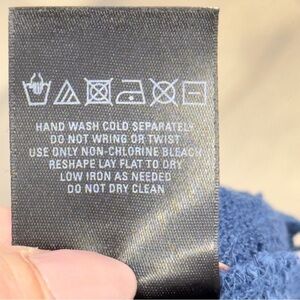 HAND WASH COLD SEPARATELY
DO NOT WRING OR TWIST
USE ONLY NON-CHLORINE BLEACH
RESHAPE LAY FLAT TO DRY
LOW IRON AS NEEDED
DO NOT DRY CLEAN